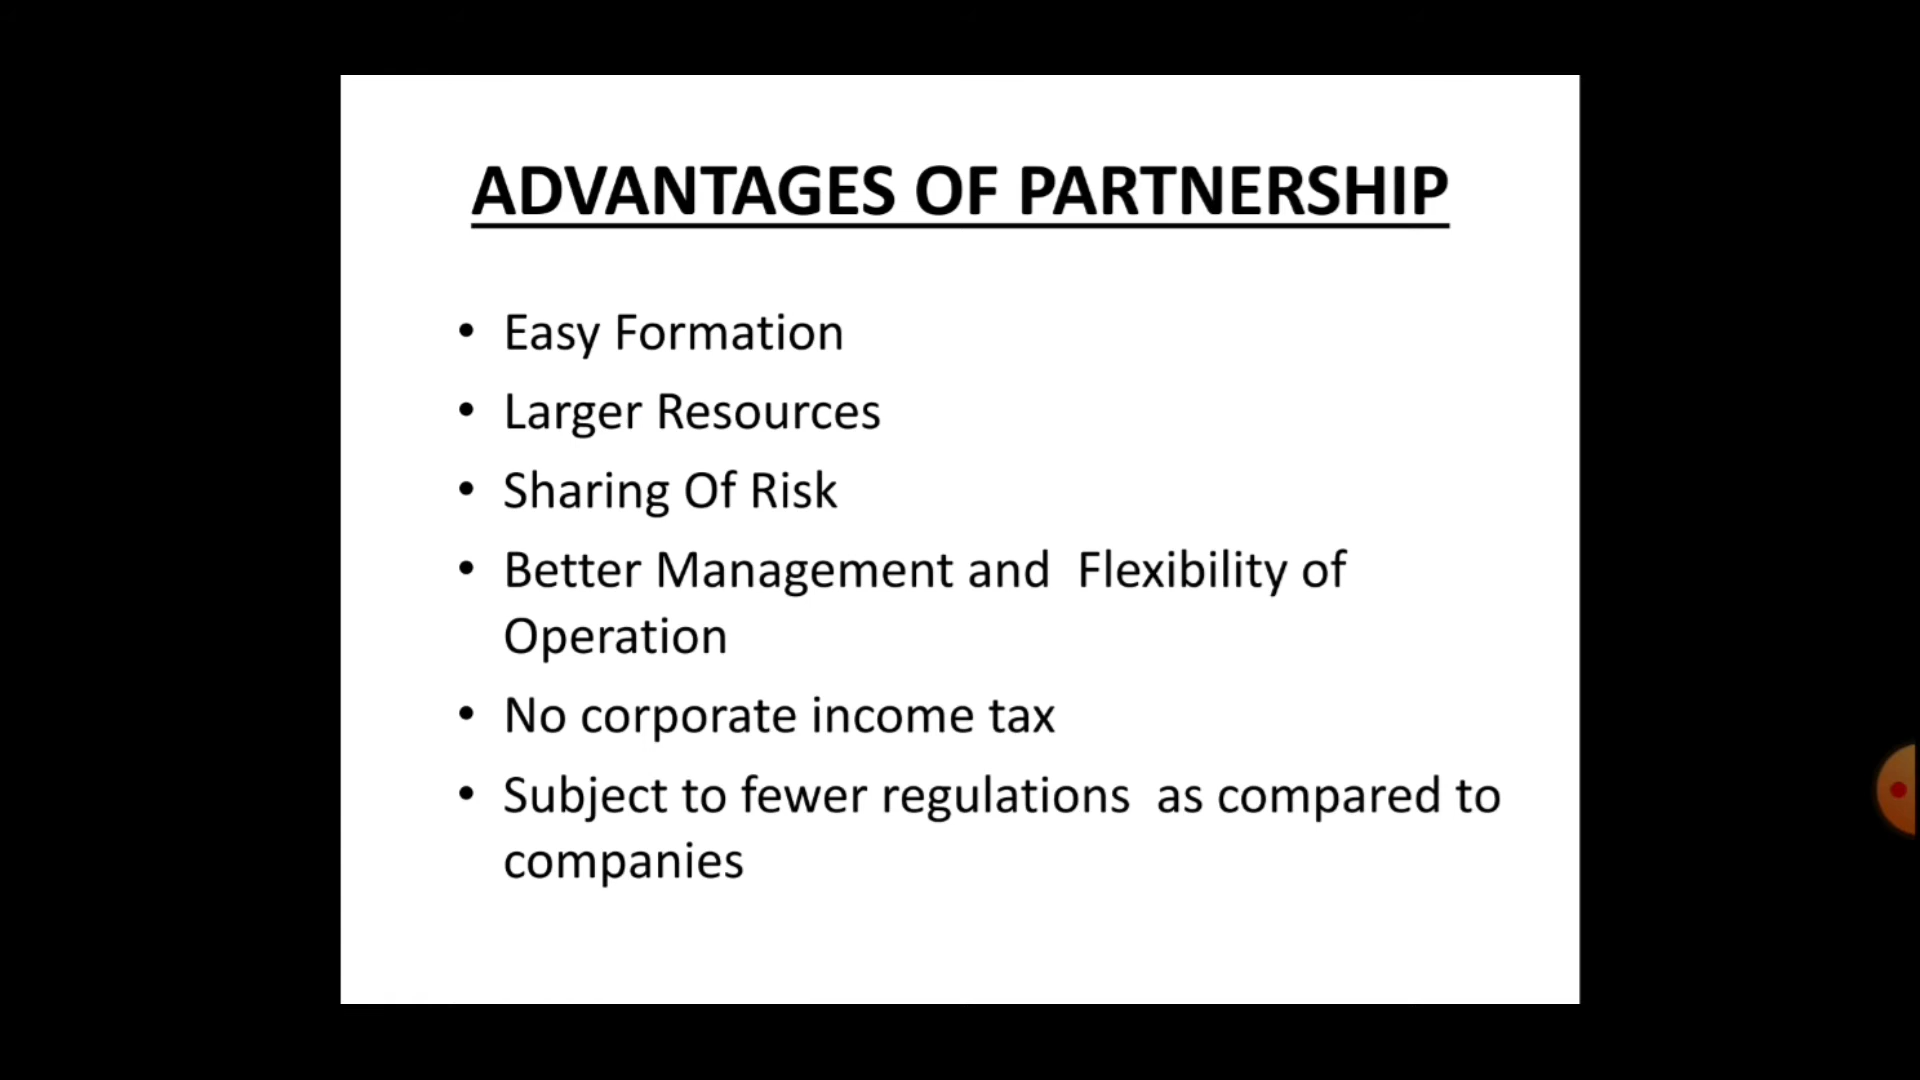 ADVANTAGES OF PARTNERSHIP
• Easy Formation
• Larger Resources
• Sharing Of Risk
• Better Management and  Flexibility of
Operation
• No corporate income tax
• Subject to fewer regulations  as compared to
companies